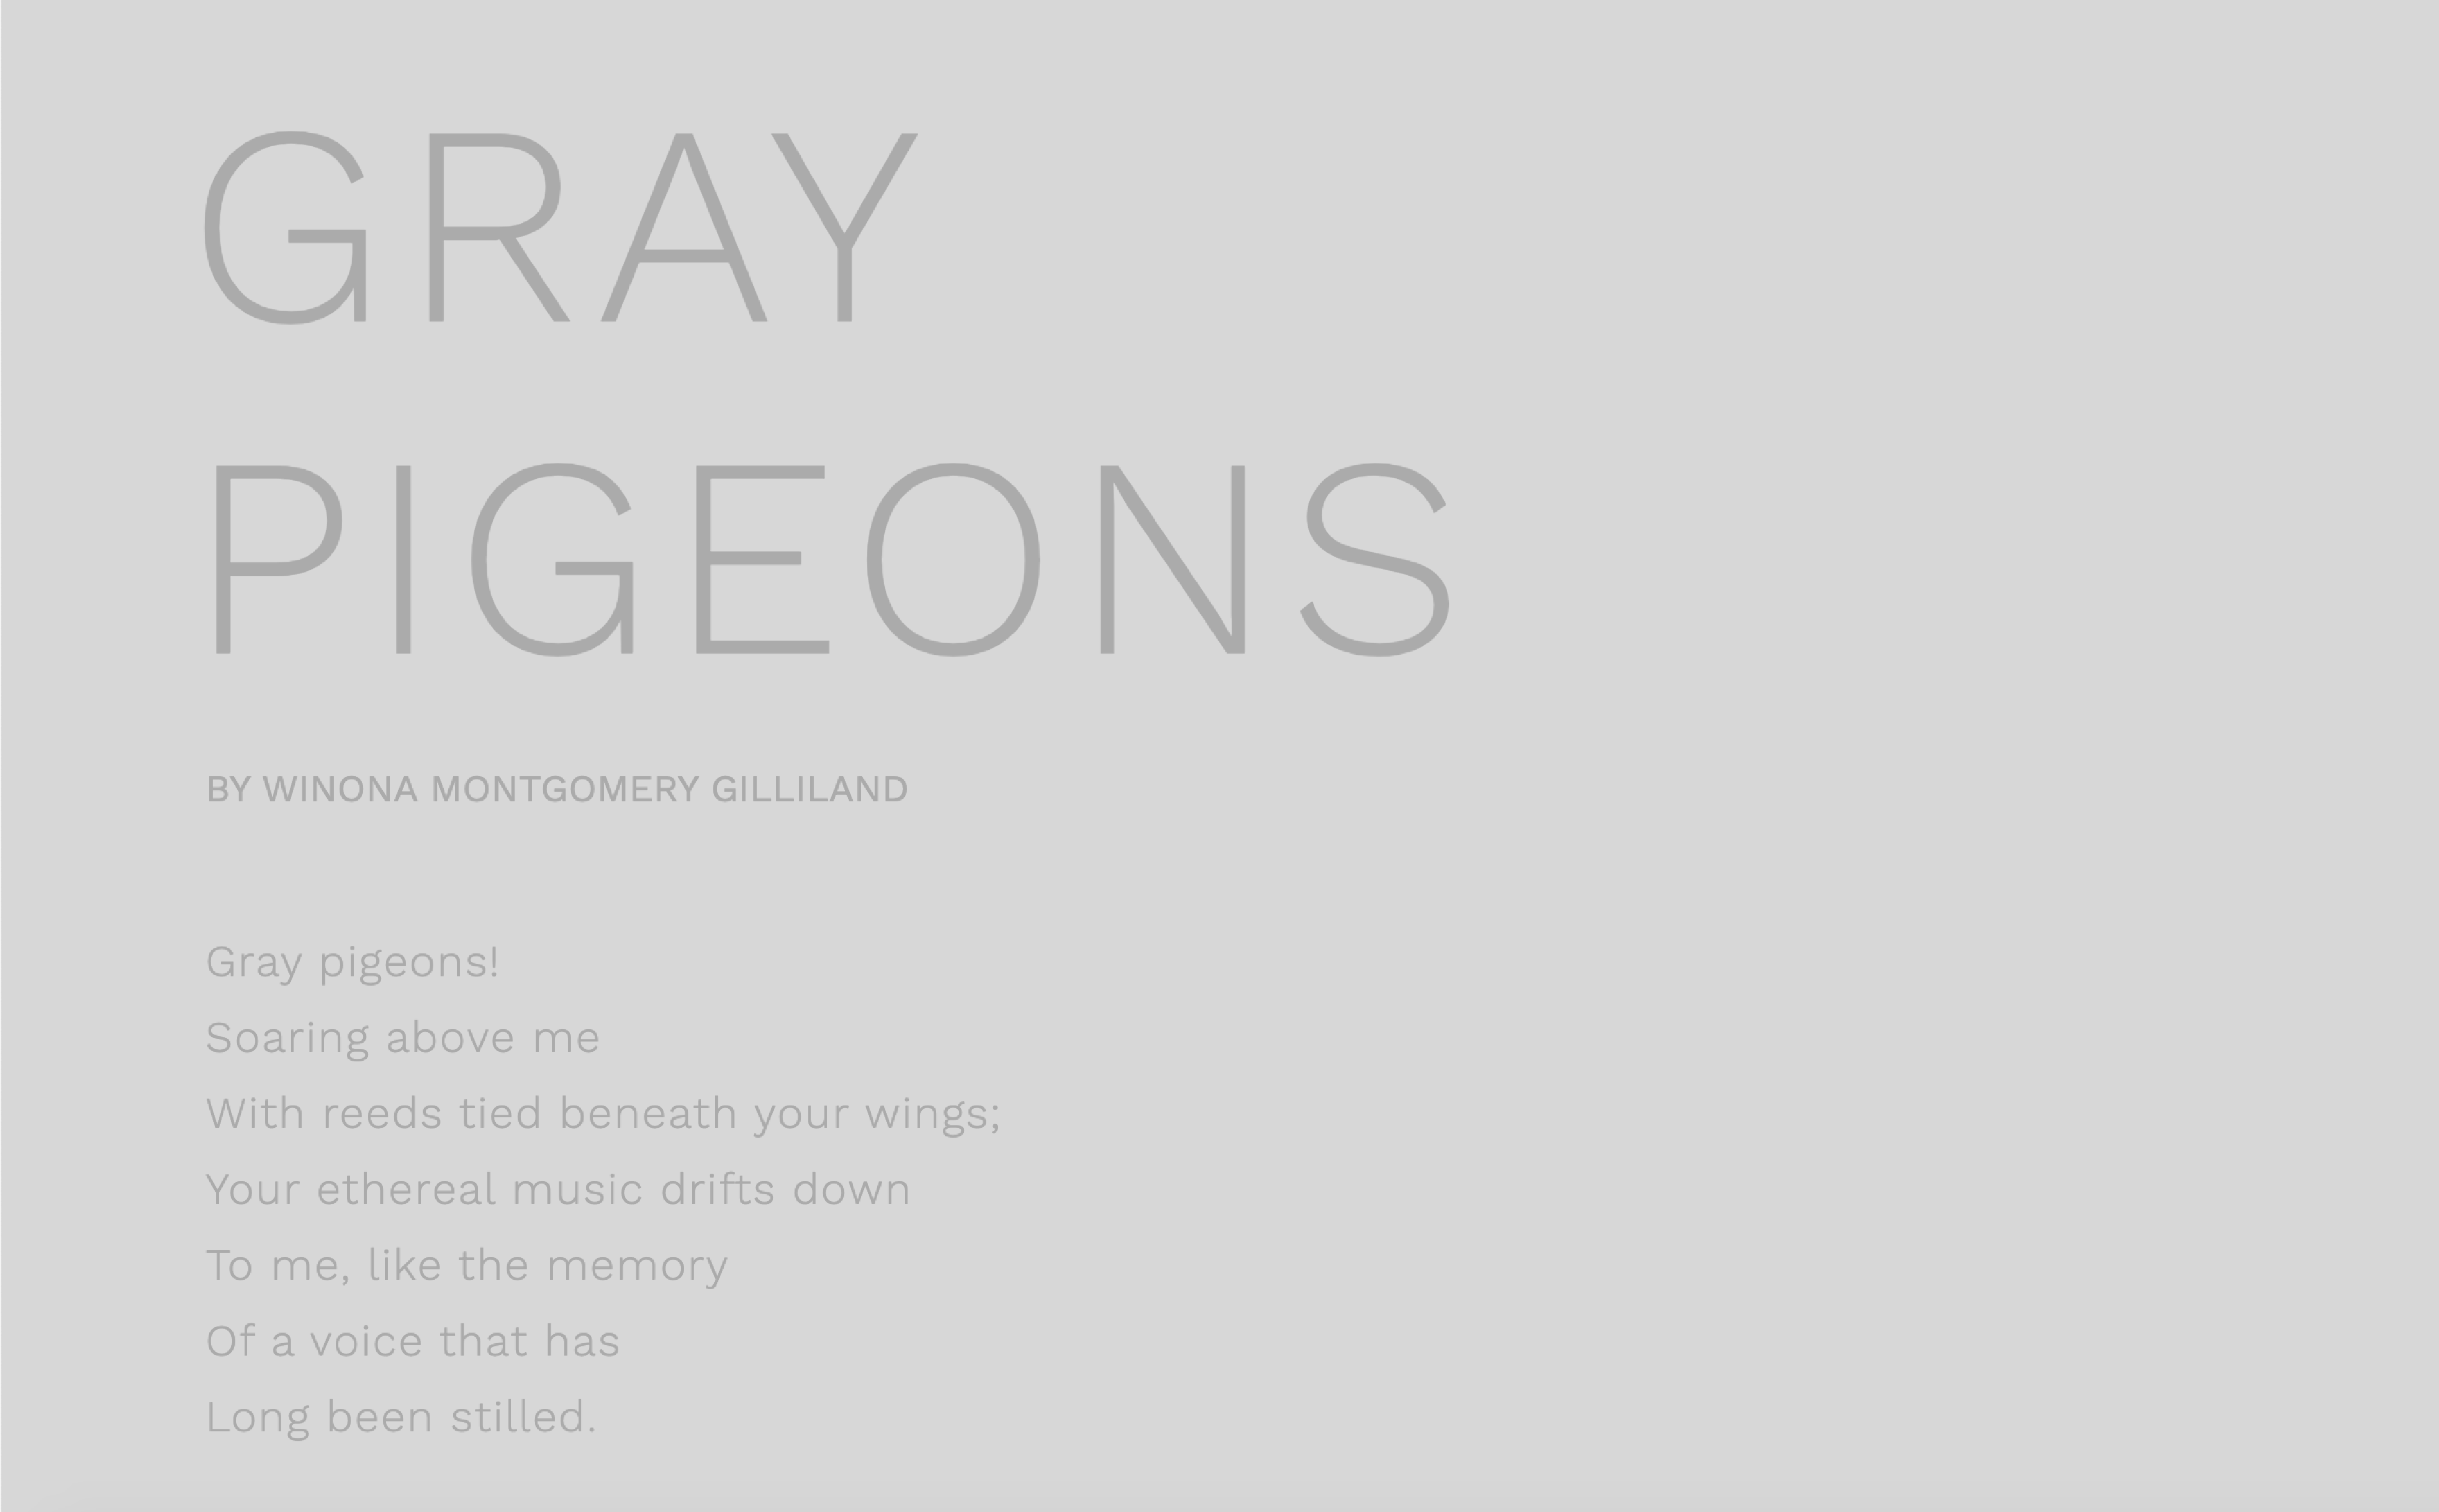 GRAY
PIGEONS
BY WINONA MONTGOMERY GILLILAND
Gray pigeons!
Soaring above me
With reeds tied beneath your wings;
Your ethereal music drifts down
To me, like the memory
Of a voice that has
Long been stilled.